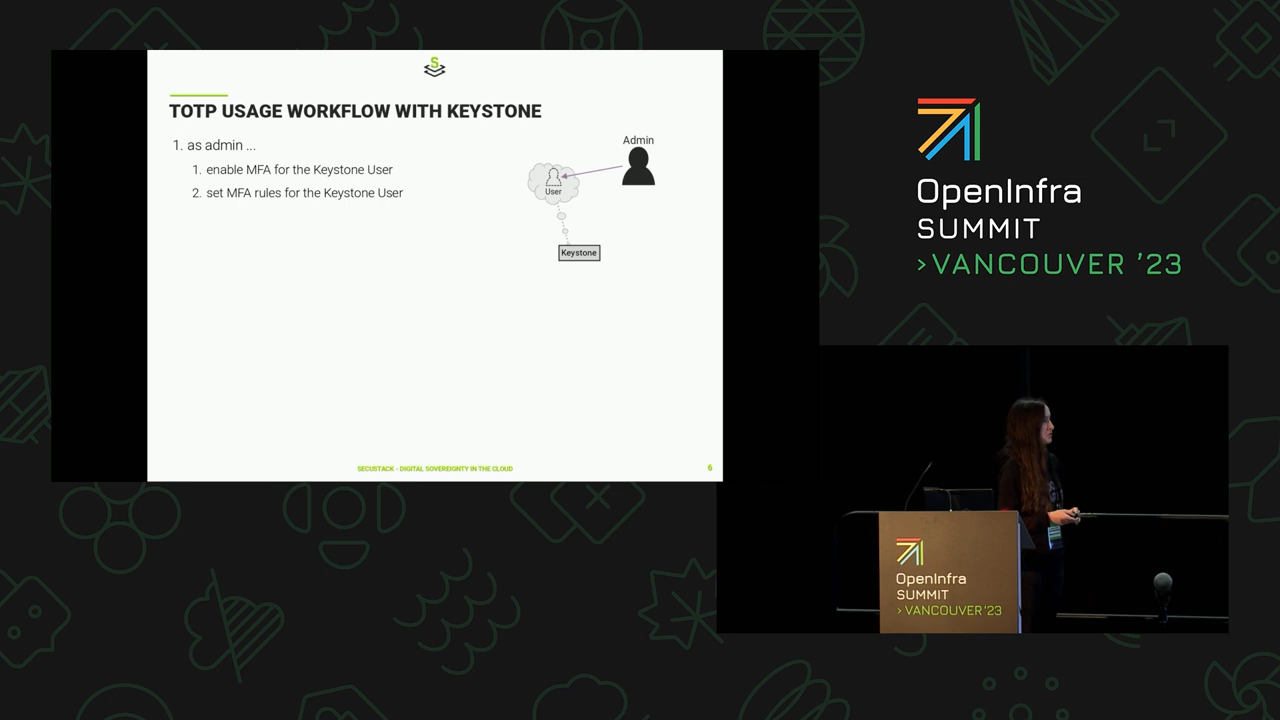 S
TOTP USAGE WORKFLOW WITH KEYSTONE
1. as admin ...
1. enable MFA for the Keystone User
2. set MFA rules for the Keystone User
Admin
User
Keystone
SECUSTACK - DIGITAL SOVEREIGNTY IN THE CLOUD
6
OpenInfra
SUMMIT
>VANCOUVER '23
OpenInfra
SUMMIT
>VANCOUVER '23